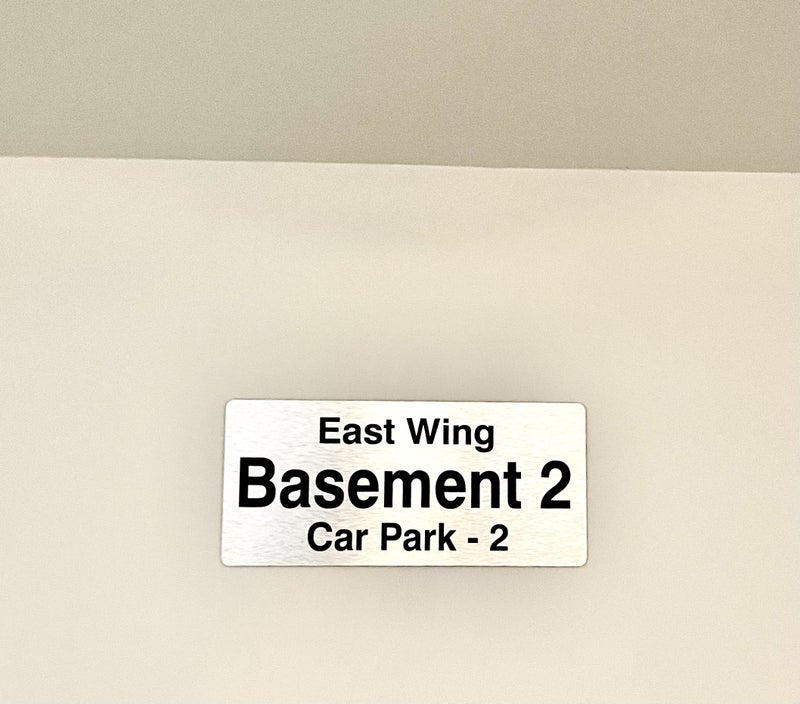 East Wing
Basement 2
Car Park - 2